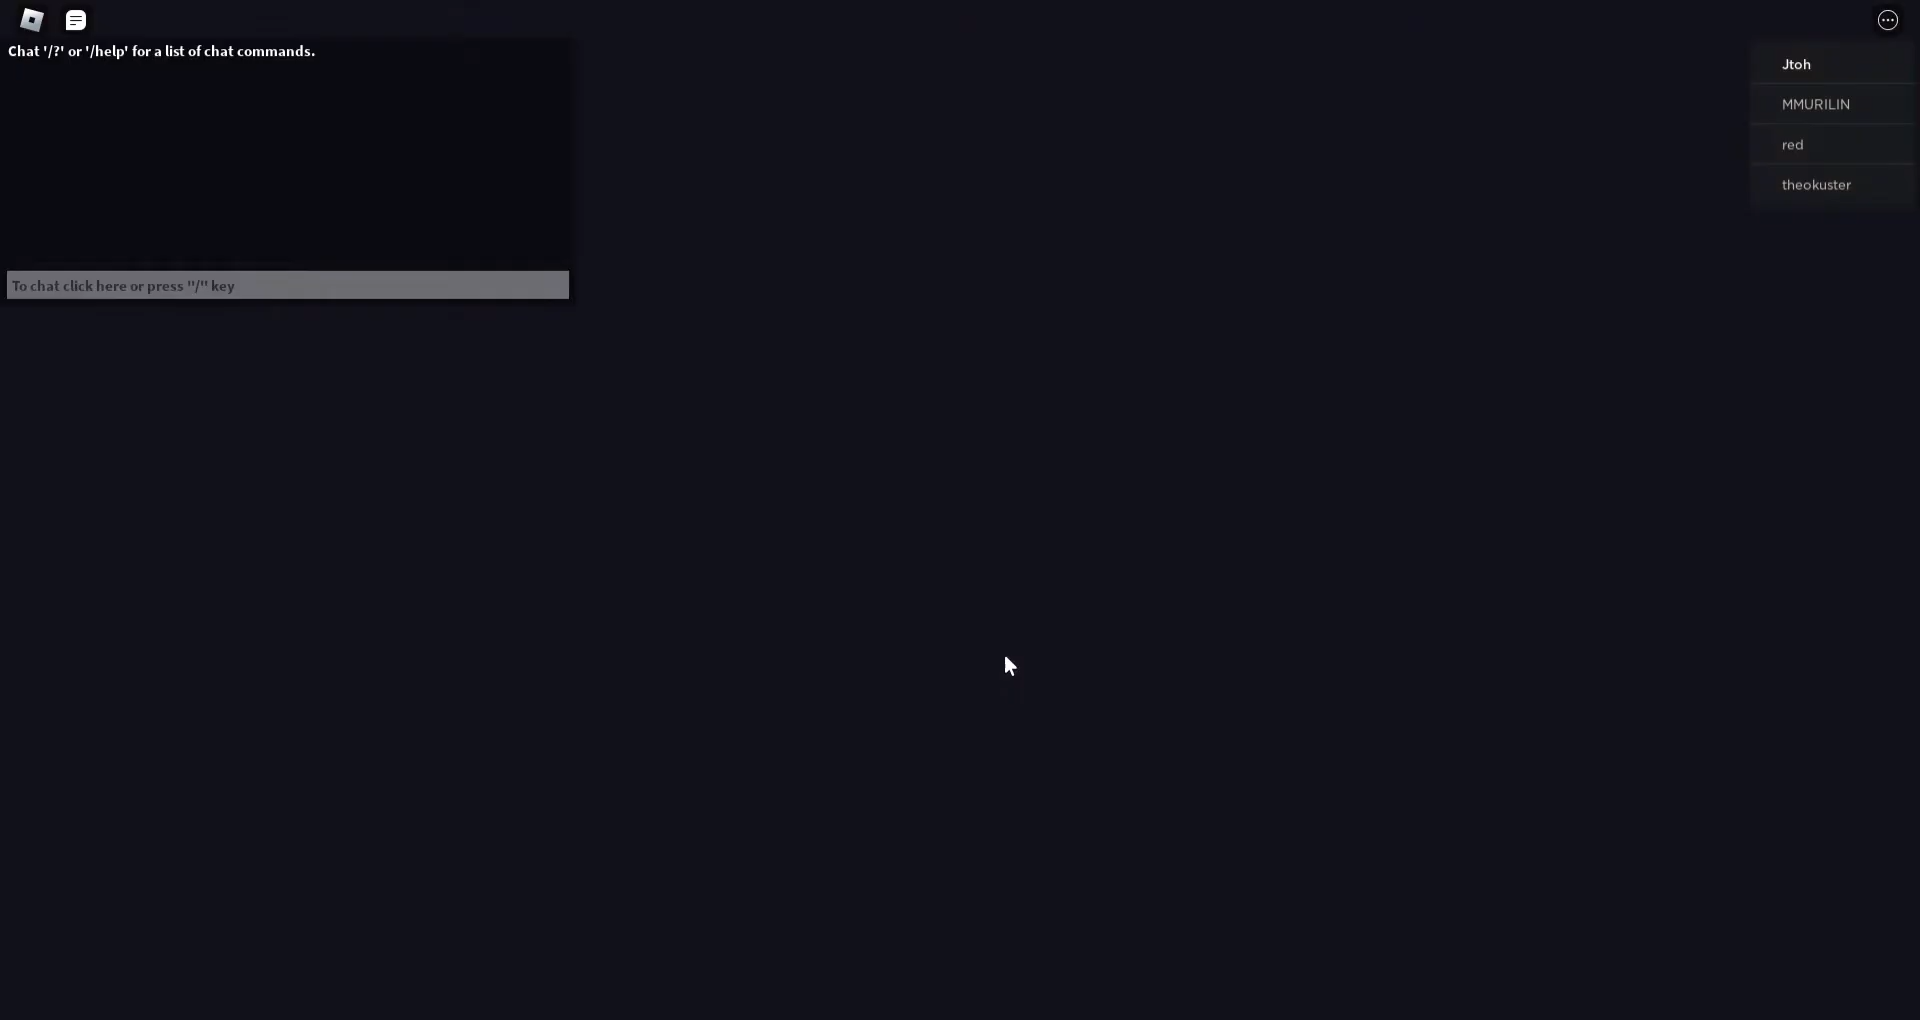 Chat '/?' or '/help' for a list of chat commands.
To chat click here or press "/" key
Jtoh
MMURILIN
red
theokuster